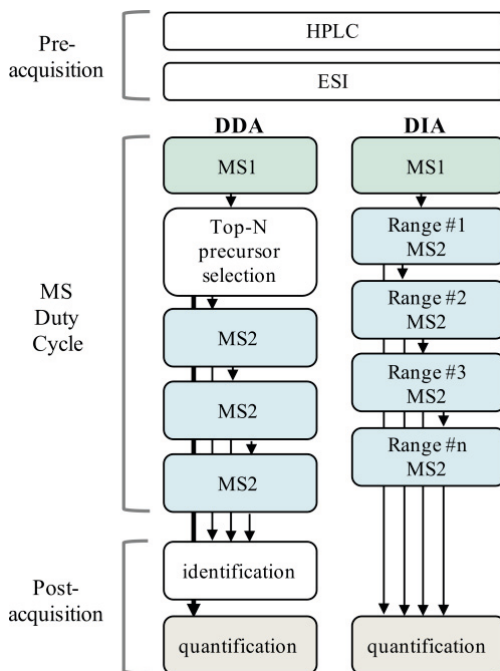 Pre-
acquisition
HPLC
ESI
MS
Duty
Cycle
DDA
MS1
Top-N
precursor
selection
MS2
MS2
MS2
DIA
MS1
Range #1
MS2
Range #2
MS2
Range #3
MS2
Range #n
MS2
Post-
acquisition
identification
quantification
quantification